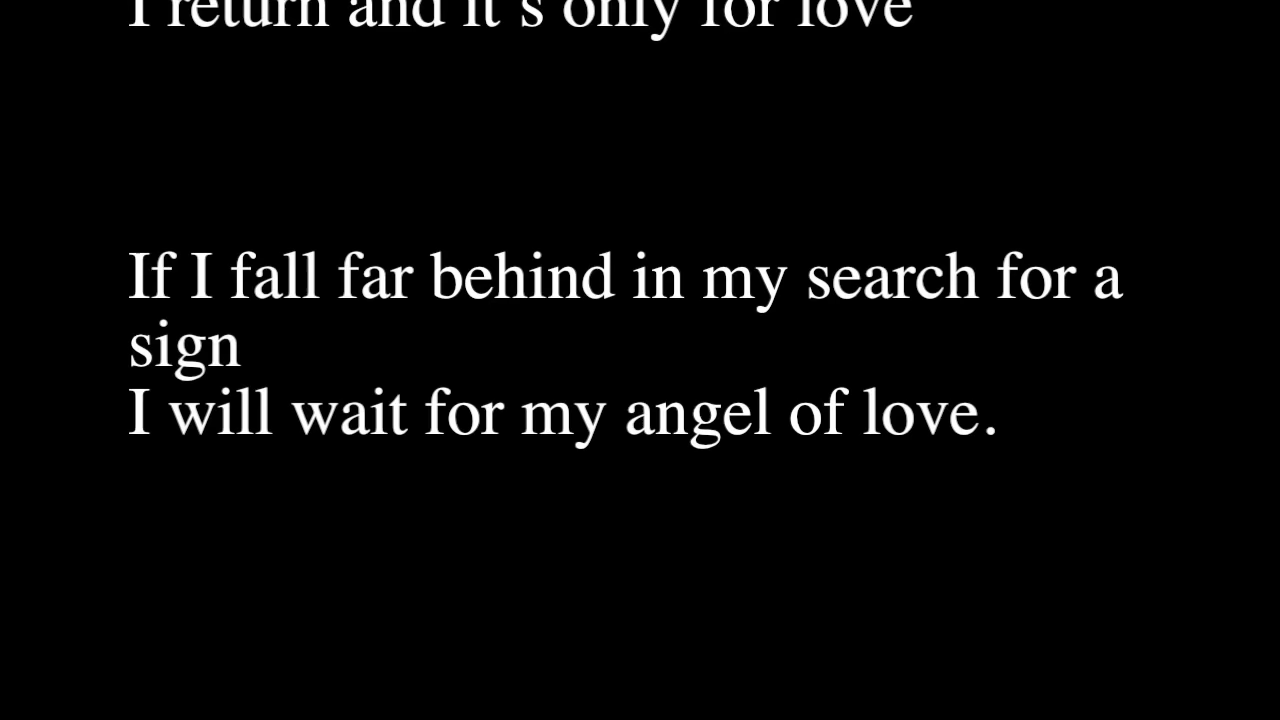 I return and it's only for love
If I fall far behind in my search for a
sign
I will wait for my angel of love.